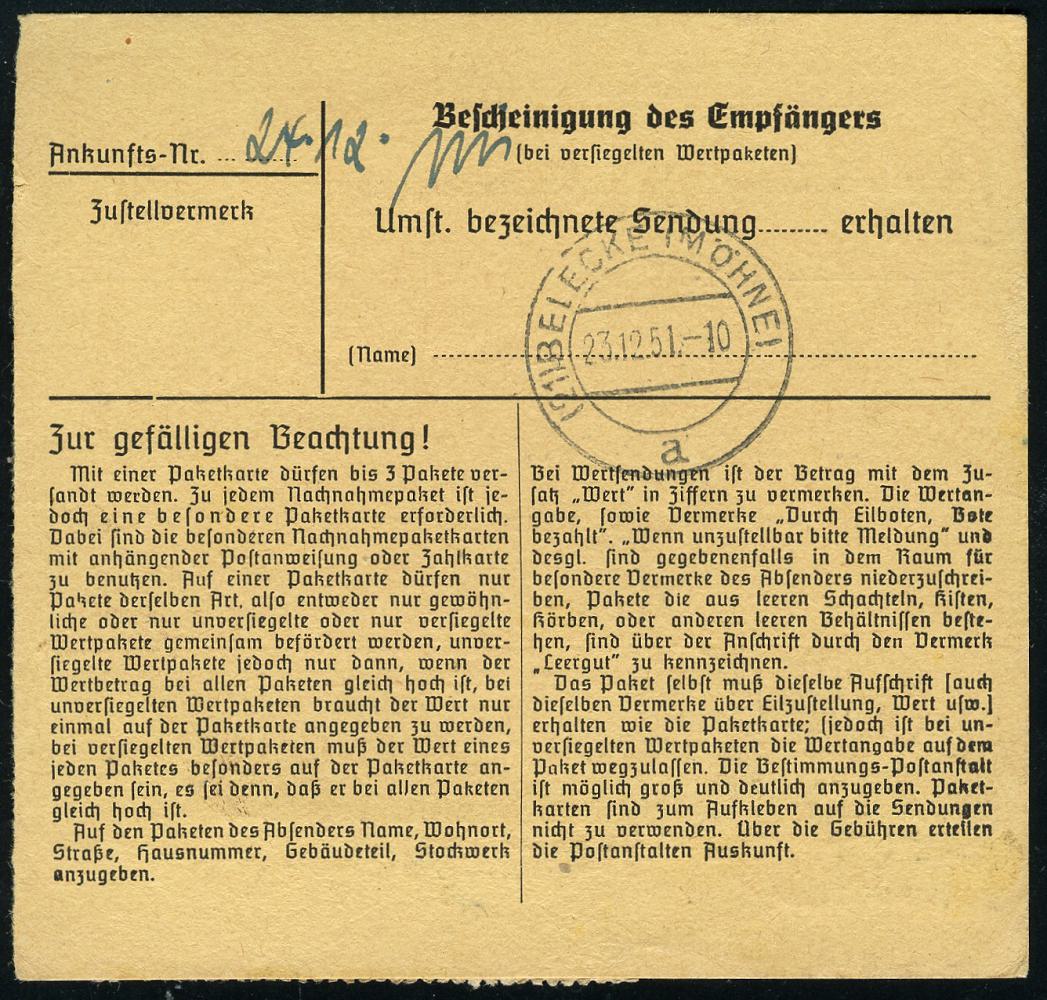 Bescheinigung des Empfängers
Ankunfts-Nr. ... 24./12.
(bei versiegelten Wertpaketen)
Zustellvermerk
Umst. bezeichnete Sendung......... erhalten
(21) BELECKE (MÖHNE)
23.12.51.-10
a
(Name)
Zur gefälligen Beachtung!
Mit einer Paketkarte dürfen bis 3 Pakete ver-
sandt werden. Zu jedem Nachnahmepaket ist je-
doch eine besondere Paketkarte erforderlich.
Dabei sind die besonderen Nachnahmepaketkarten
mit anhängender Postanweisung oder Zahlkarte
zu benutzen. Auf einer Paketkarte dürfen nur
Pakete derselben Art, also entweder nur gewöhn-
liche oder nur unversiegelte oder nur versiegelte
Wertpakete gemeinsam befördert werden, unver-
siegelte Wertpakete jedoch nur dann, wenn der
Wertbetrag bei allen Paketen gleich hoch ist, bei
unversiegelten Wertpaketen braucht der Wert nur
einmal auf der Paketkarte angegeben zu werden,
bei versiegelten Wertpaketen muß der Wert eines
jeden Paketes besonders auf der Paketkarte an-
gegeben sein, es sei denn, daß er bei allen Paketen
gleich hoch ist.
Auf den Paketen des Absenders Name, Wohnort,
Straße, Hausnummer, Gebäudeteil, Stockwerk
anzugeben.
Bei Wertsendungen ist der Betrag mit dem Zu-
satz „Wert" in Ziffern zu vermerken. Die Wertan-
gabe, sowie Vermerke „Durch Eilboten, Bote
bezahlt". „Wenn unzustellbar bitte Meldung" und
desgl. sind gegebenenfalls in dem Raum für
besondere Vermerke des Absenders niederzuschrei-
ben, Pakete die aus leeren Schachteln, Kisten,
Körben, oder anderen leeren Behältnissen beste-
hen, sind über der Anschrift durch den Vermerk
„Leergut" zu kennzeichnen.
Das Paket selbst muß dieselbe Aufschrift [auch
dieselben Vermerke über Eilzustellung, Wert usw.]
erhalten wie die Paketkarte; (jedoch ist bei un-
versiegelten Wertpaketen die Wertangabe auf dem
Paket wegzulassen. Die Bestimmungs-Postanstalt
ist möglich groß und deutlich anzugeben. Paket-
karten sind zum Aufkleben auf die Sendungen
nicht zu verwenden. Über die Gebühren erteilen
die Postanstalten Auskunft.